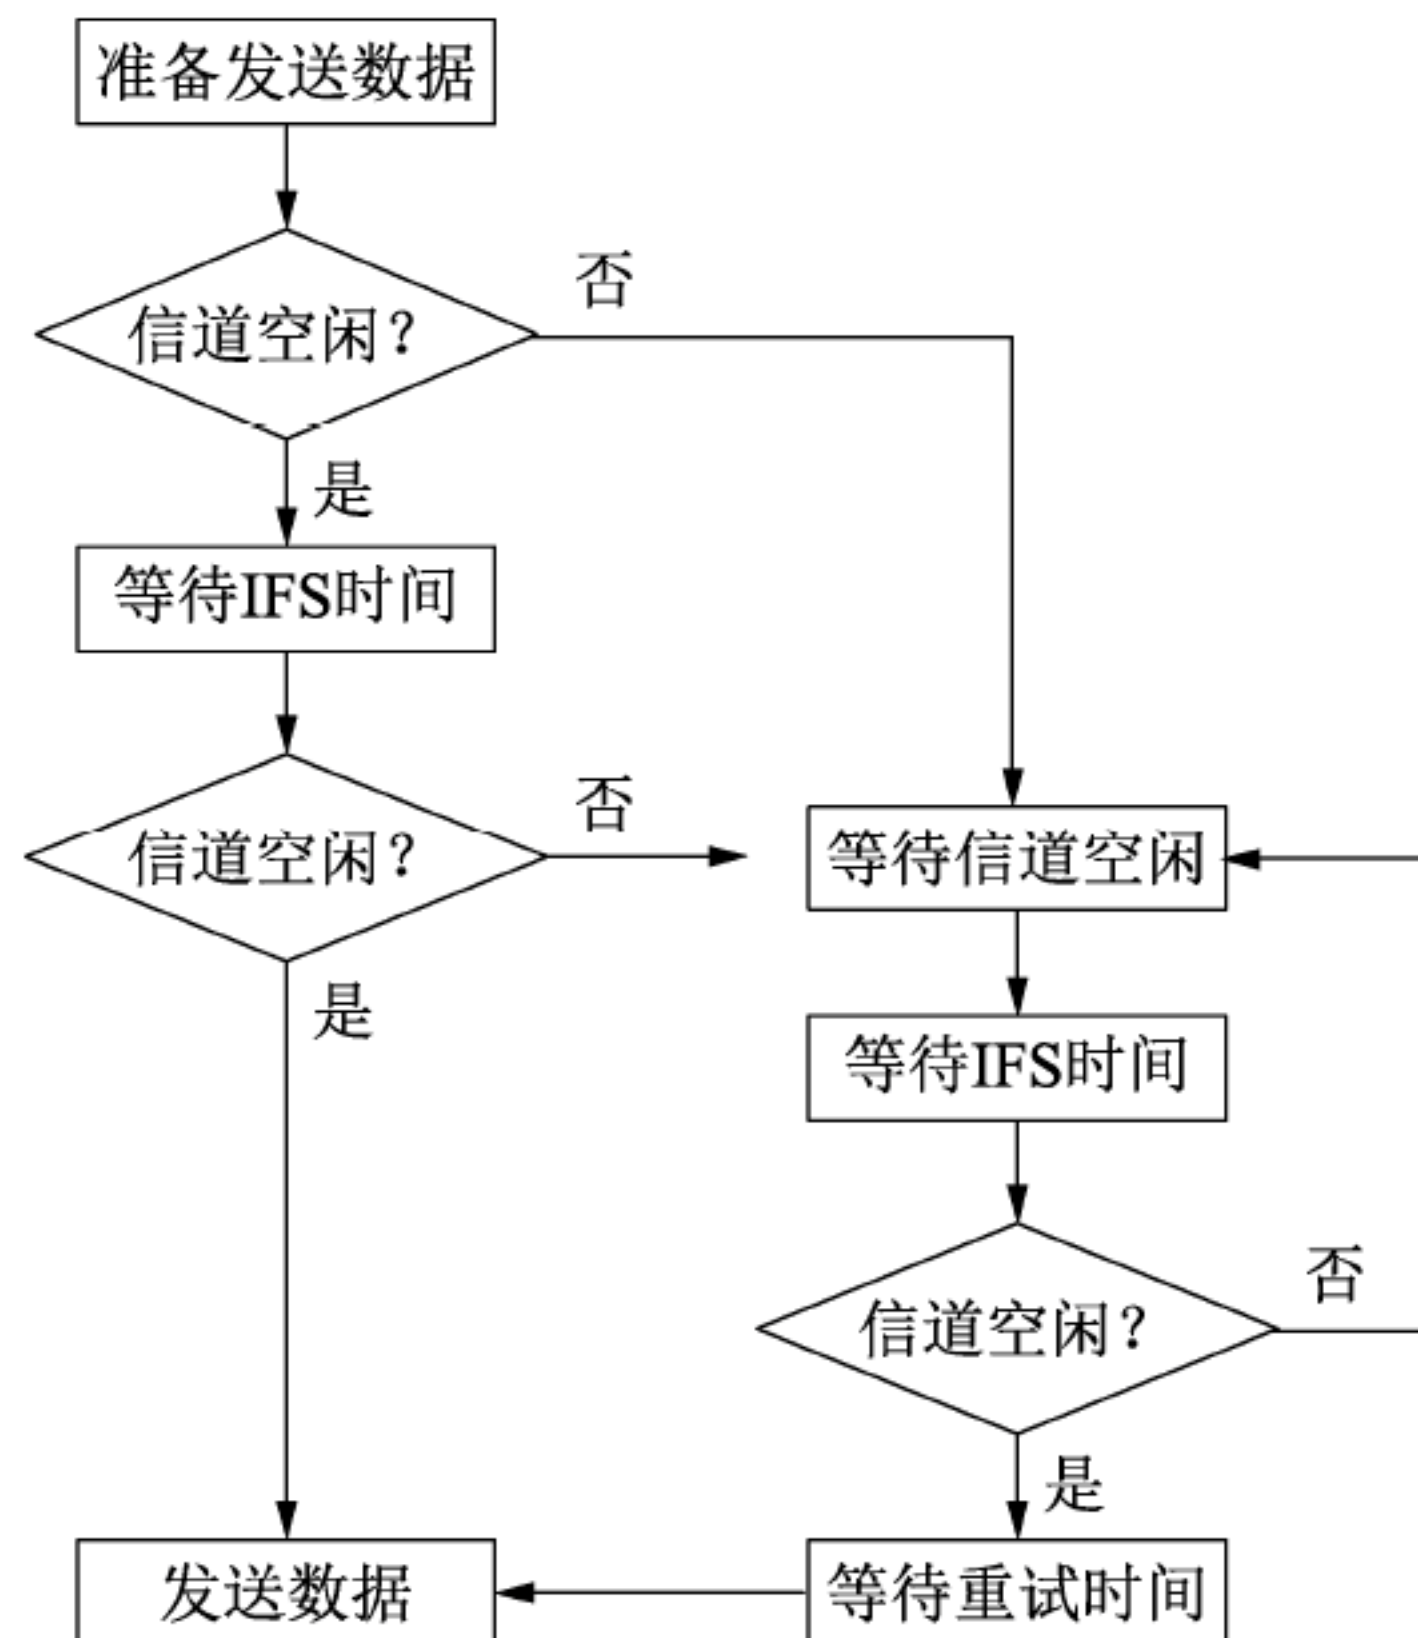 准备发送数据
信道空闲？
否
是
等待IFS时间
信道空闲？
否
是
等待信道空闲
等待IFS时间
信道空闲？
否
是
等待重试时间
发送数据